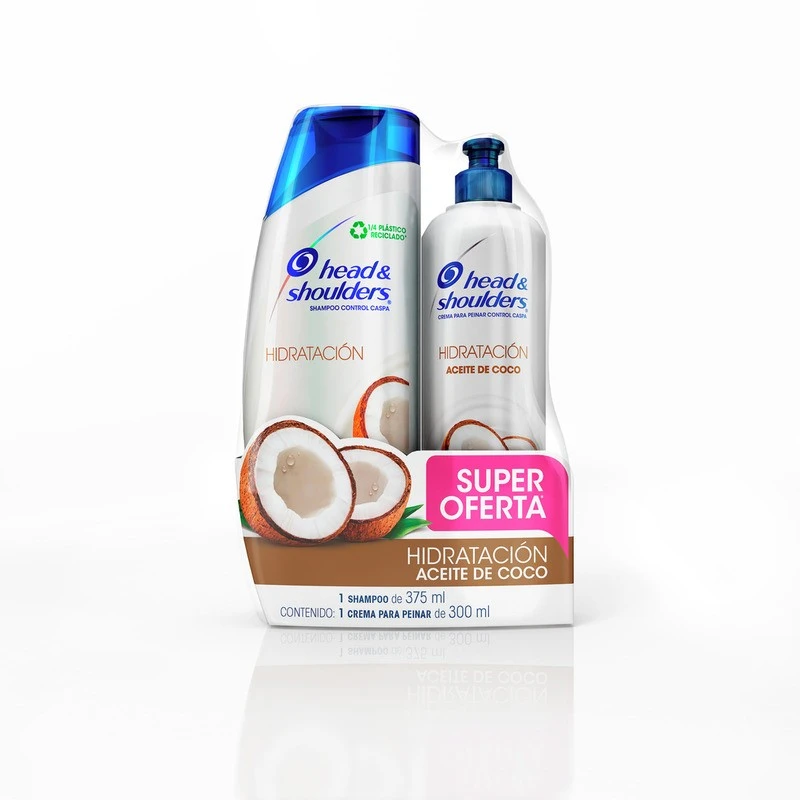 1/4 PLÁSTICO
RECICLADO*
head &
shoulders®
SHAMPOO CONTROL CASPA
HIDRATACIÓN
head &
shoulders®
CREMA PARA PEINAR CONTROL CASPA
HIDRATACIÓN
ACEITE DE COCO
SUPER
OFERTA*
HIDRATACIÓN
ACEITE DE COCO
1 SHAMPOO de 375 ml
CONTENIDO: 1 CREMA PARA PEINAR de 300 ml